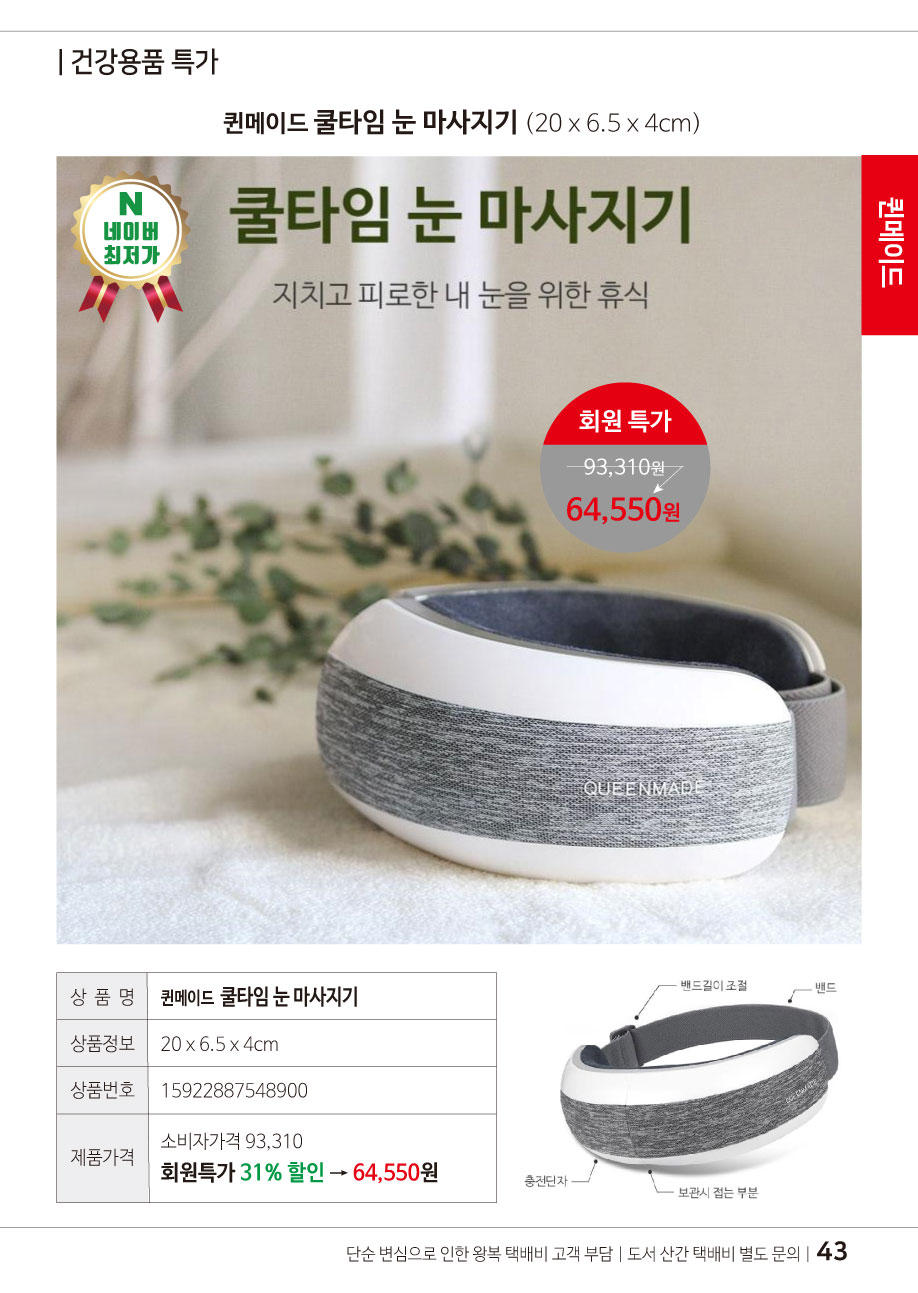 | 건강용품 특가
퀸메이드 쿨타임 눈 마사지기 (20 x 6.5 x 4cm)
N
네이버
최저가
쿨타임 눈 마사지기
지치고 피로한 내 눈을 위한 휴식
퀸메이드
회원 특가
93,310원
64,550원
QUEENMADE
상 품 명 퀸메이드 쿨타임 눈 마사지기
상품정보 20 x 6.5 x 4cm
상품번호 15922887548900
제품가격 소비자가격 93,310
회원특가 31% 할인 → 64,550원
밴드길이 조절
밴드
QUEENMADE
충전단자
보관시 접는 부분
단순 변심으로 인한 왕복 택배비 고객 부담 | 도서 산간 택배비 별도 문의 | 43